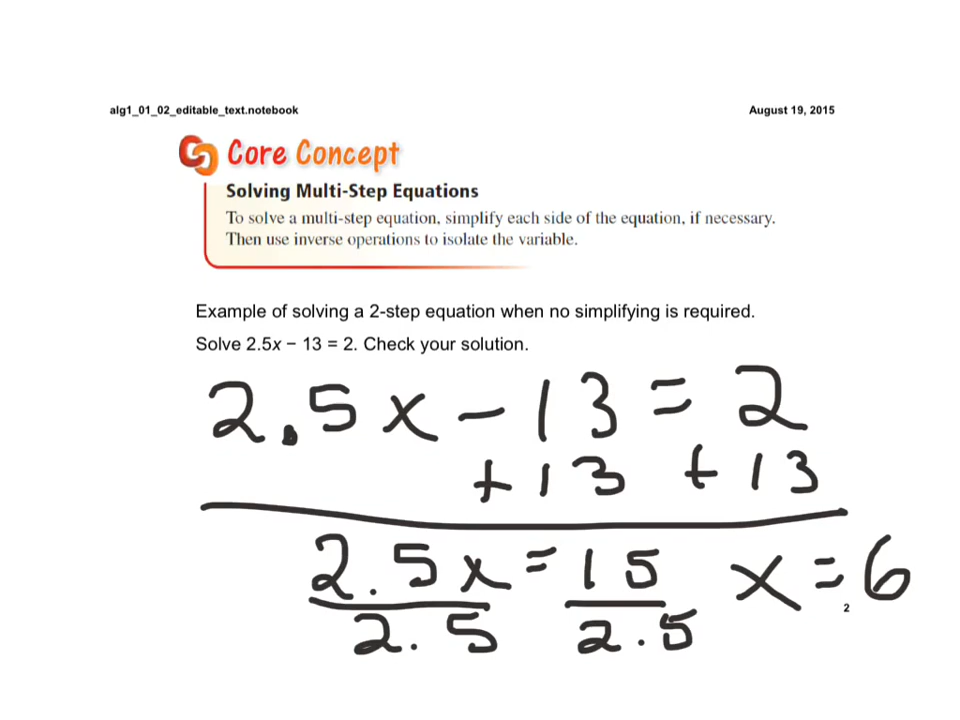 alg1_01_02_editable_text.notebook August 19, 2015
Core Concept
Solving Multi-Step Equations
To solve a multi-step equation, simplify each side of the equation, if necessary.
Then use inverse operations to isolate the variable.
Example of solving a 2-step equation when no simplifying is required.
Solve 2.5x − 13 = 2. Check your solution.
2.5x − 13 = 2
+13 +13
2.5x = 15 x = 6
2.5 2.5
2